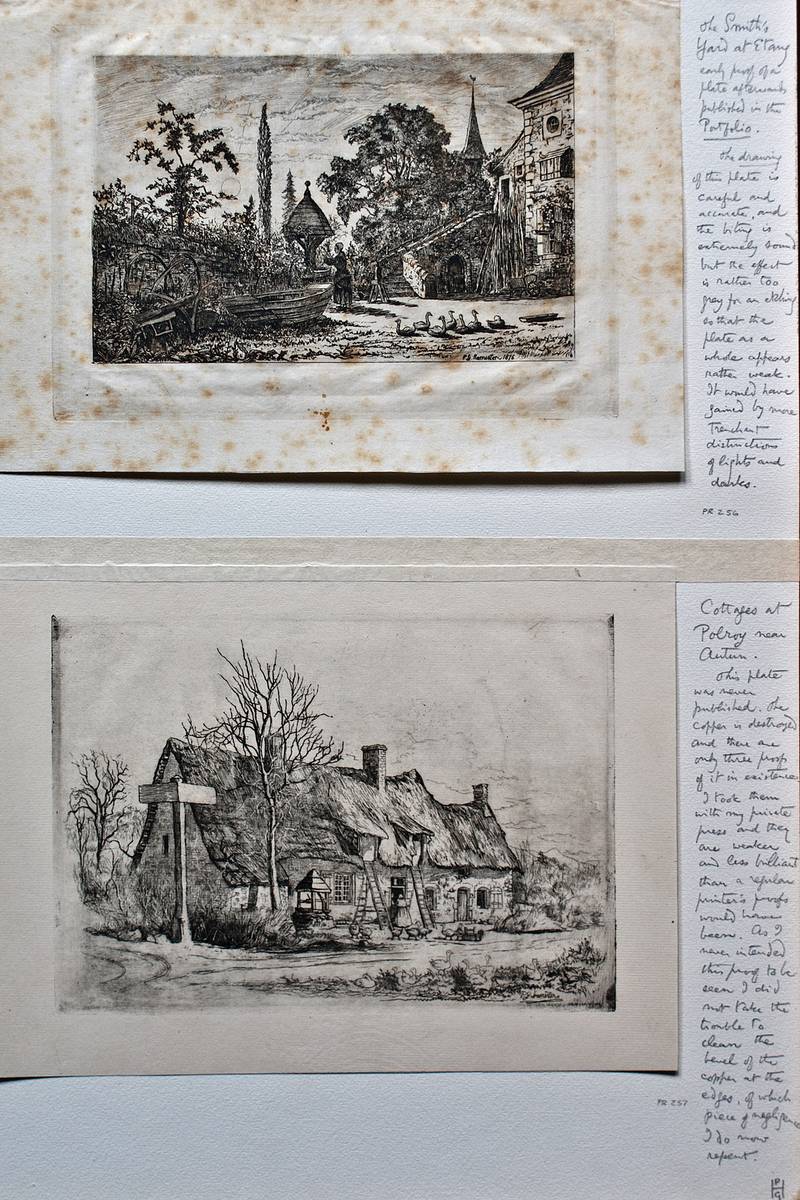 The Smith's
Yard at Etang
early proof of a
plate afterwards
published in the
Portfolio.
The drawing
of this plate is
careful and
accurate, and
the biting is
extremely sound
but the effect
is rather too
gray for an etching
so that the
plate as a
whole appears
rather weak.
It would have
gained by more
trenchant
distinctions
of lights and
darks.
PR 256
Cottages at
Polroy near
Autun.
This plate
was never
published. The
copper is destroyed
and there are
only three proofs
of it in existence
I took them
with my private
press and they
are weaker
and less brilliant
than a regular
printer's proofs
would have
been. As I
never intended
this proof to be
seen I did
not take the
trouble to
clean the
bevel of the
copper at the
edges, of which
piece of negligence
I do now
repent.
PR 257
P
H
G